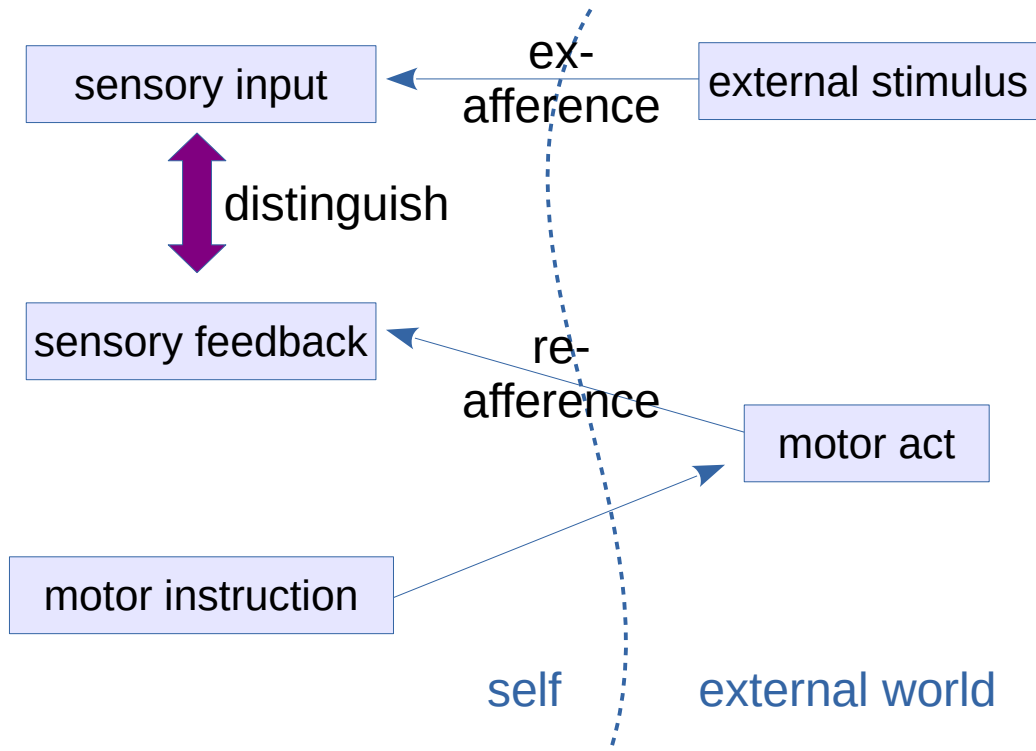 sensory input
ex-
afference
external stimulus
distinguish
sensory feedback
re-
afference
motor act
motor instruction
self
external world